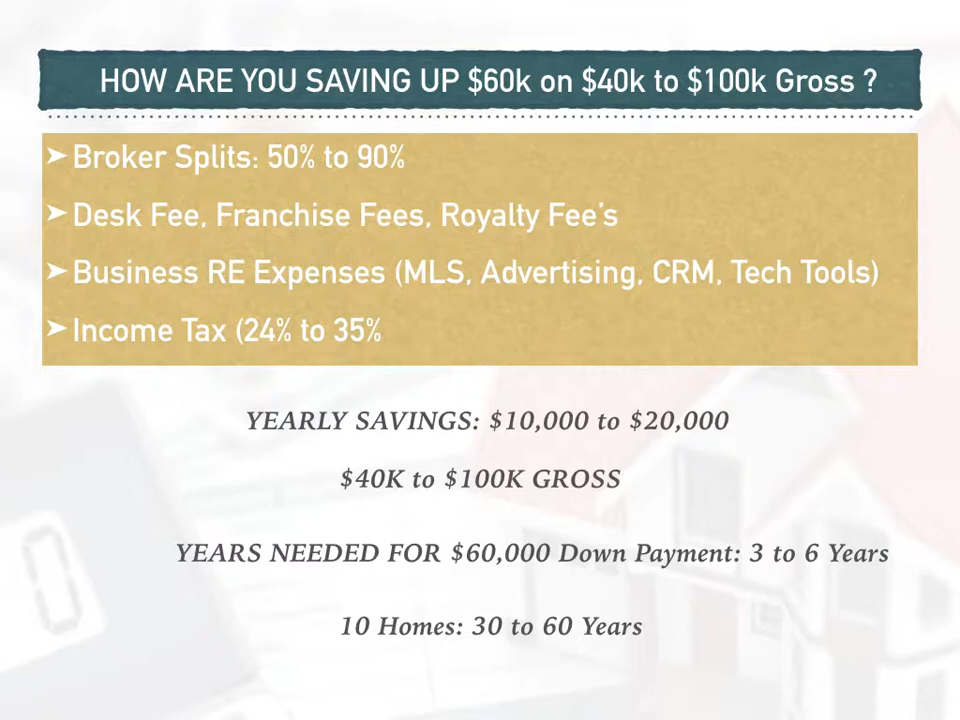 HOW ARE YOU SAVING UP $60k on $40k to $100k Gross ?
➤ Broker Splits: 50% to 90%
➤ Desk Fee, Franchise Fees, Royalty Fee's
➤ Business RE Expenses (MLS, Advertising, CRM, Tech Tools)
➤ Income Tax (24% to 35%
YEARLY SAVINGS: $10,000 to $20,000
$40K to $100K GROSS
YEARS NEEDED FOR $60,000 Down Payment: 3 to 6 Years
10 Homes: 30 to 60 Years